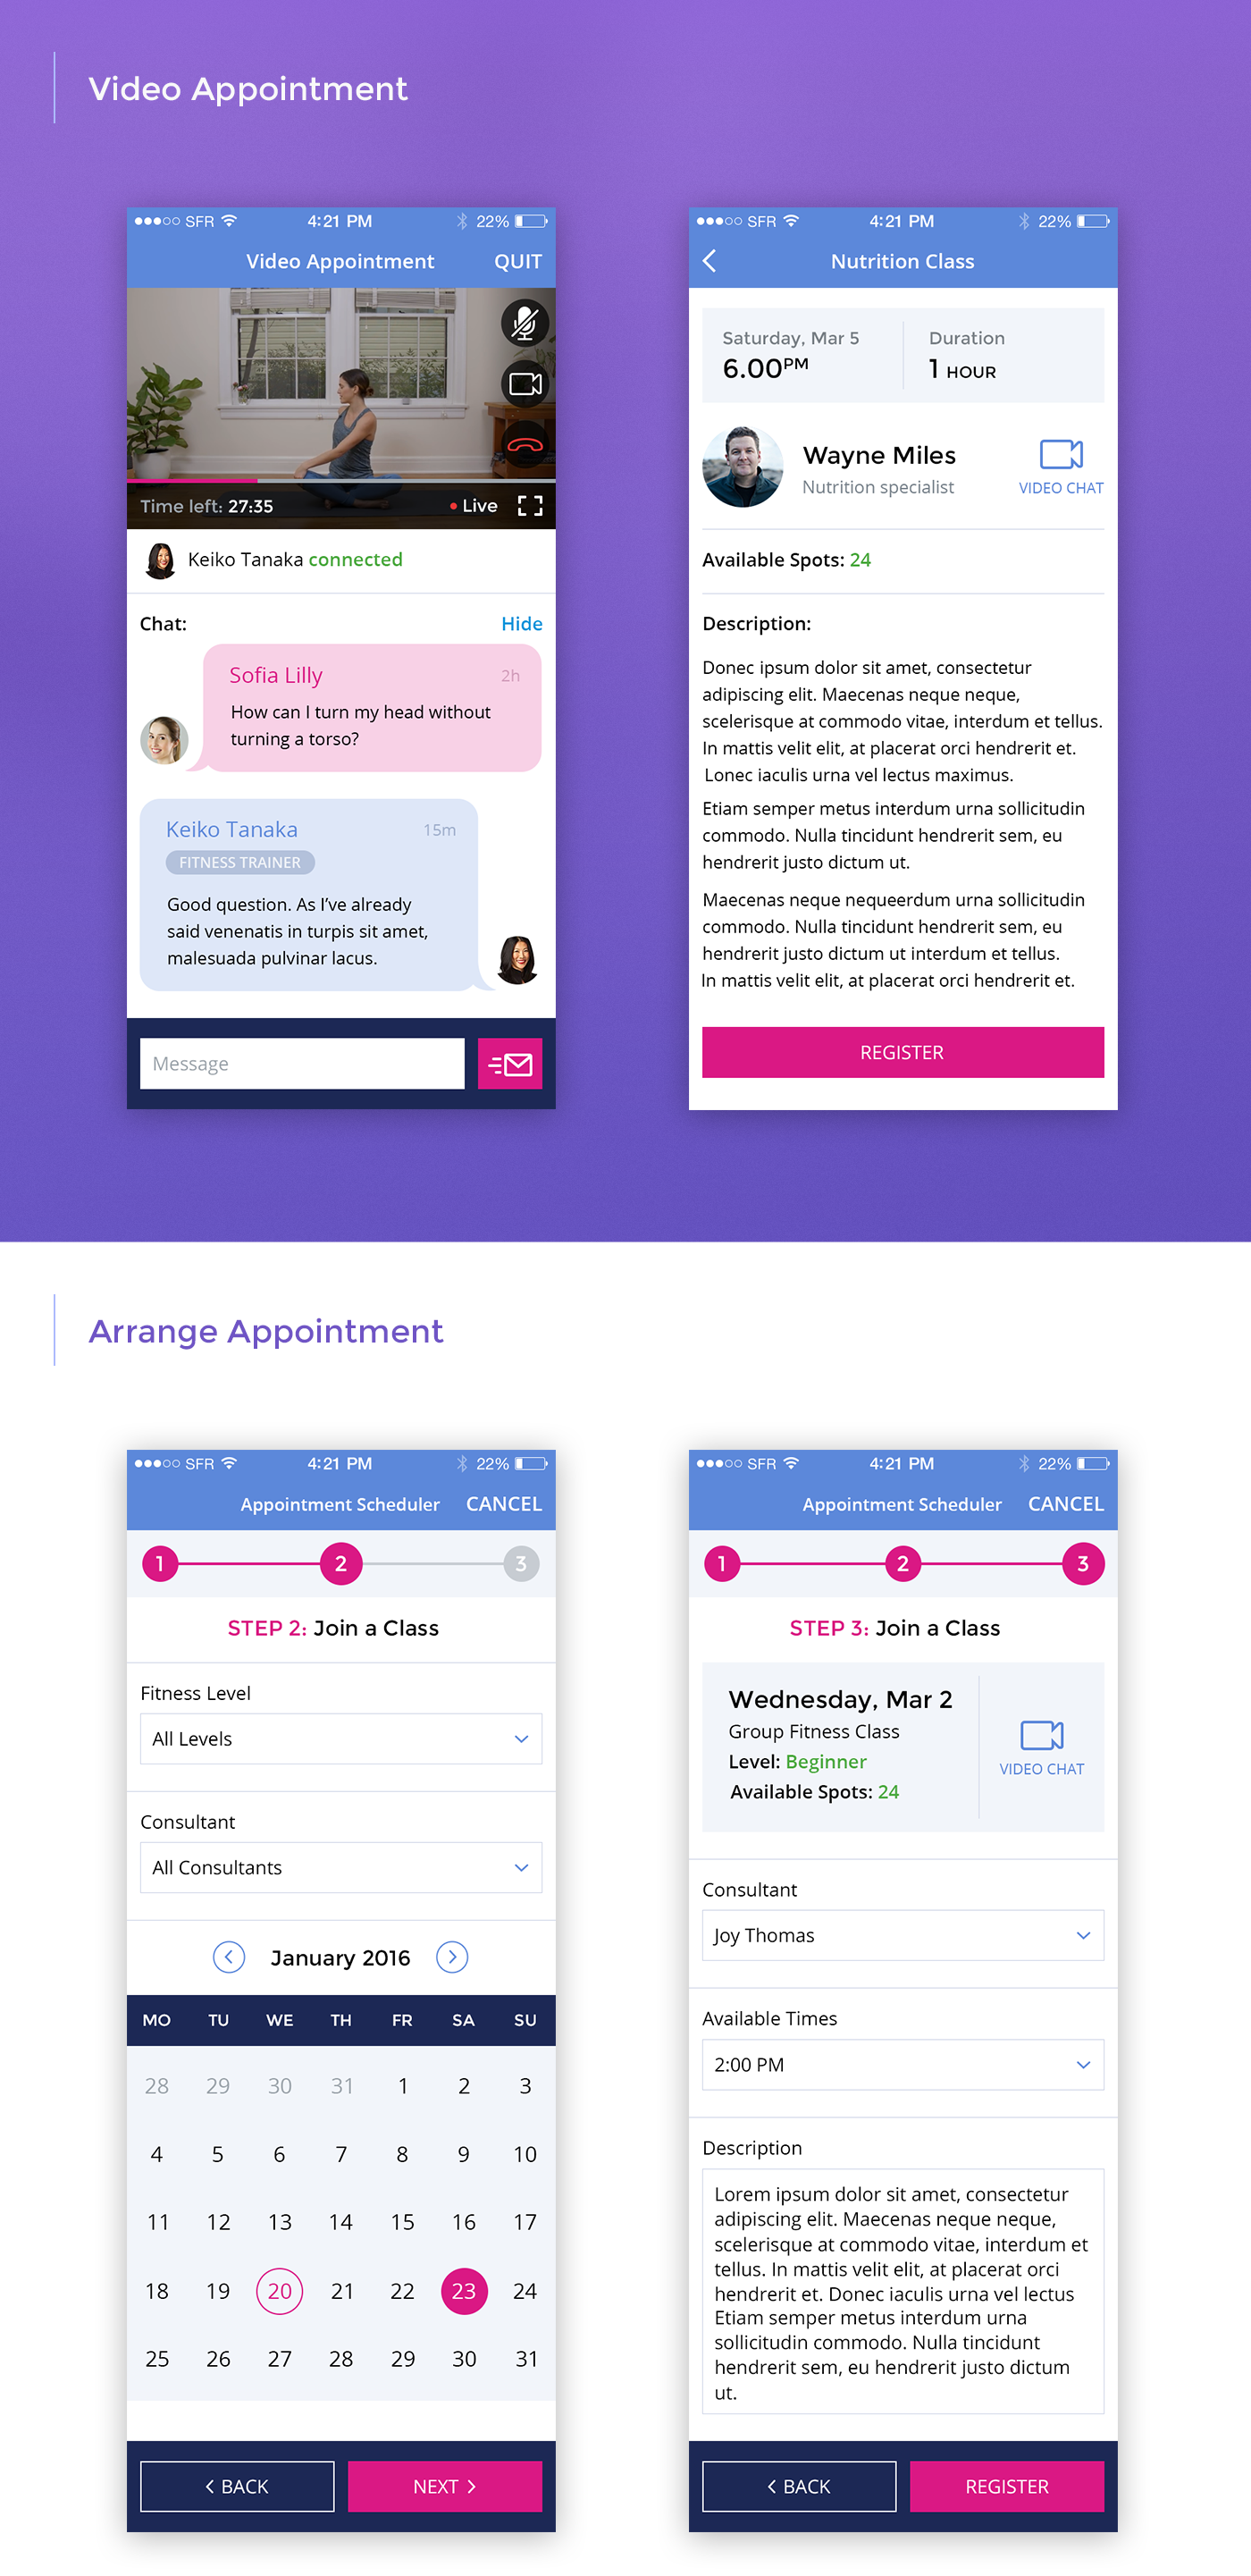 Video Appointment
SFR 4:21 PM 22%
Video Appointment QUIT
Time left: 27:35 Live
Keiko Tanaka connected
Chat: Hide
Sofia Lilly 2h
How can I turn my head without
turning a torso?
Keiko Tanaka 15m
FITNESS TRAINER
Good question. As I've already
said venenatis in turpis sit amet,
malesuada pulvinar lacus.
Message
SFR 4:21 PM 22%
Nutrition Class
Saturday, Mar 5
6.00PM
Duration
1 HOUR
Wayne Miles
Nutrition specialist
VIDEO CHAT
Available Spots: 24
Description:
Donec ipsum dolor sit amet, consectetur
adipiscing elit. Maecenas neque neque,
scelerisque at commodo vitae, interdum et tellus.
In mattis velit elit, at placerat orci hendrerit et.
Lonec iaculis urna vel lectus maximus.
Etiam semper metus interdum urna sollicitudin
commodo. Nulla tincidunt hendrerit sem, eu
hendrerit justo dictum ut.
Maecenas neque nequeerdum urna sollicitudin
commodo. Nulla tincidunt hendrerit sem, eu
hendrerit justo dictum ut interdum et tellus.
In mattis velit elit, at placerat orci hendrerit et.
REGISTER
Arrange Appointment
SFR 4:21 PM 22%
Appointment Scheduler CANCEL
1 2 3
STEP 2: Join a Class
Fitness Level
All Levels
Consultant
All Consultants
January 2016
MO TU WE TH FR SA SU
28 29 30 31 1 2 3
4 5 6 7 8 9 10
11 12 13 14 15 16 17
18 19 20 21 22 23 24
25 26 27 28 29 30 31
BACK NEXT
SFR 4:21 PM 22%
Appointment Scheduler CANCEL
1 2 3
STEP 3: Join a Class
Wednesday, Mar 2
Group Fitness Class
Level: Beginner
Available Spots: 24
VIDEO CHAT
Consultant
Joy Thomas
Available Times
2:00 PM
Description
Lorem ipsum dolor sit amet, consectetur
adipiscing elit. Maecenas neque neque,
scelerisque at commodo vitae, interdum et
tellus. In mattis velit elit, at placerat orci
hendrerit et. Donec iaculis urna vel lectus
Etiam semper metus interdum urna
sollicitudin commodo. Nulla tincidunt
hendrerit sem, eu hendrerit justo dictum
ut.
BACK REGISTER